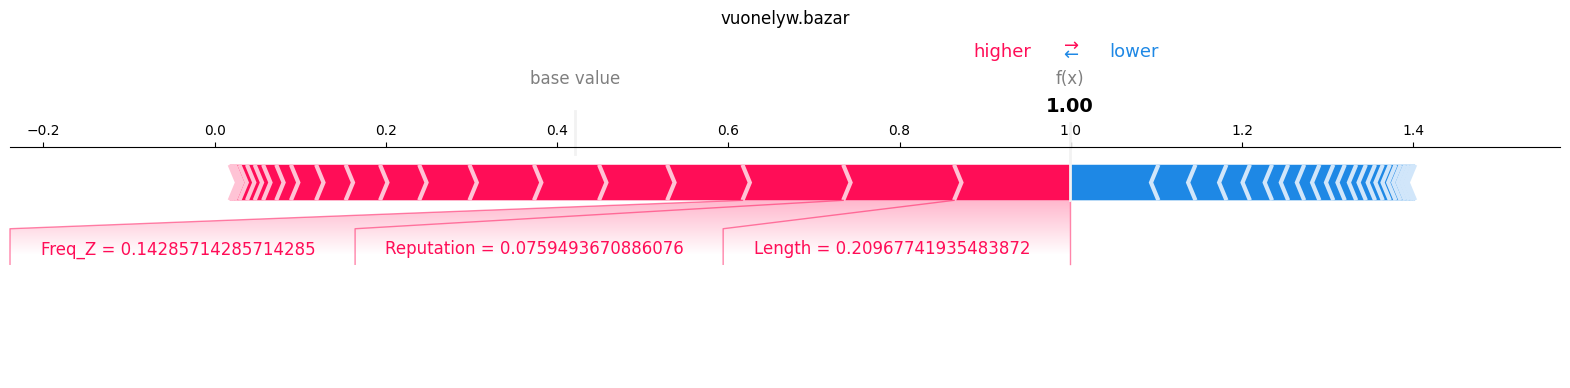 vuonelyw.bazar
higher → ← lower
base value f(x)
1.00
−0.2 0.0 0.2 0.4 0.6 0.8 1.0 1.2 1.4
Freq_Z = 0.14285714285714285 Reputation = 0.0759493670886076 Length = 0.20967741935483872